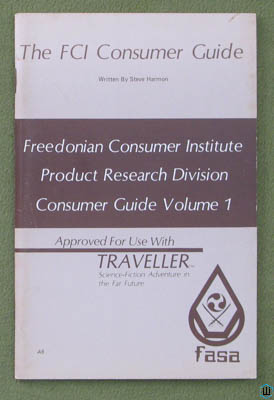 The FCI Consumer Guide
Written By Steve Harmon
Freedonian Consumer Institute
Product Research Division
Consumer Guide Volume 1
Approved For Use With
TRAVELLER
Science-Fiction Adventure in
the Far Future
fasa